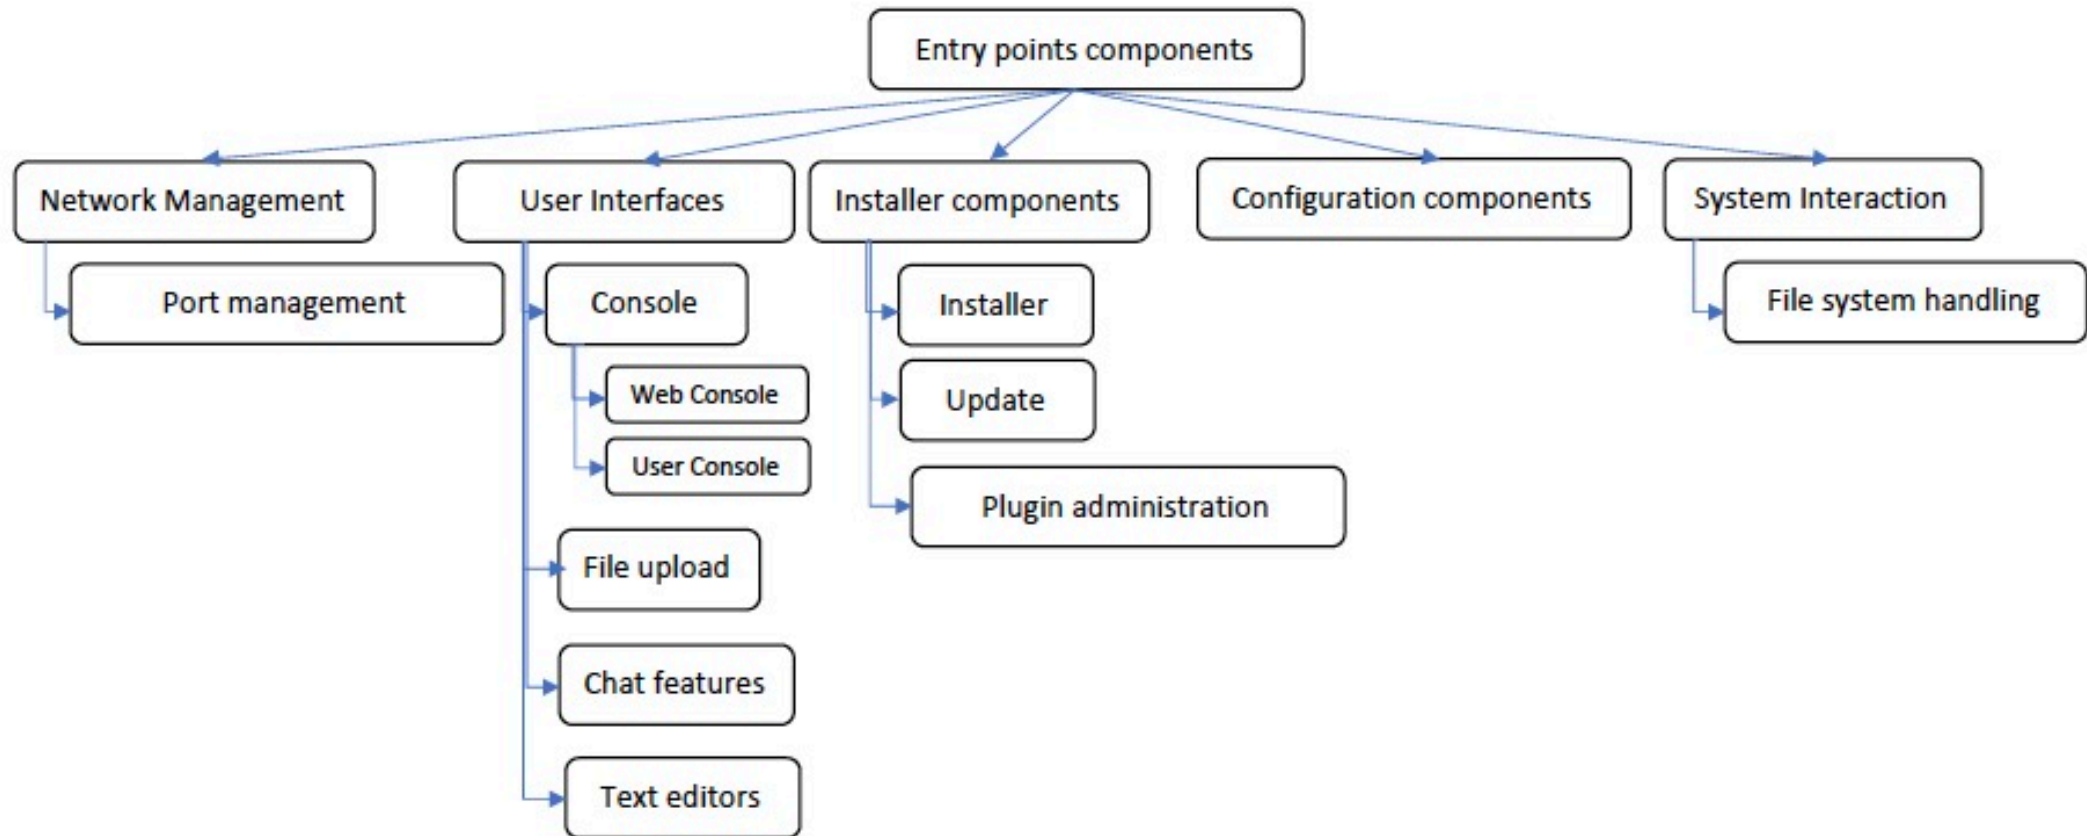 Entry points components
Network Management
User Interfaces
Installer components
Configuration components
System Interaction
Port management
Console
Installer
File system handling
Web Console
Update
User Console
Plugin administration
File upload
Chat features
Text editors